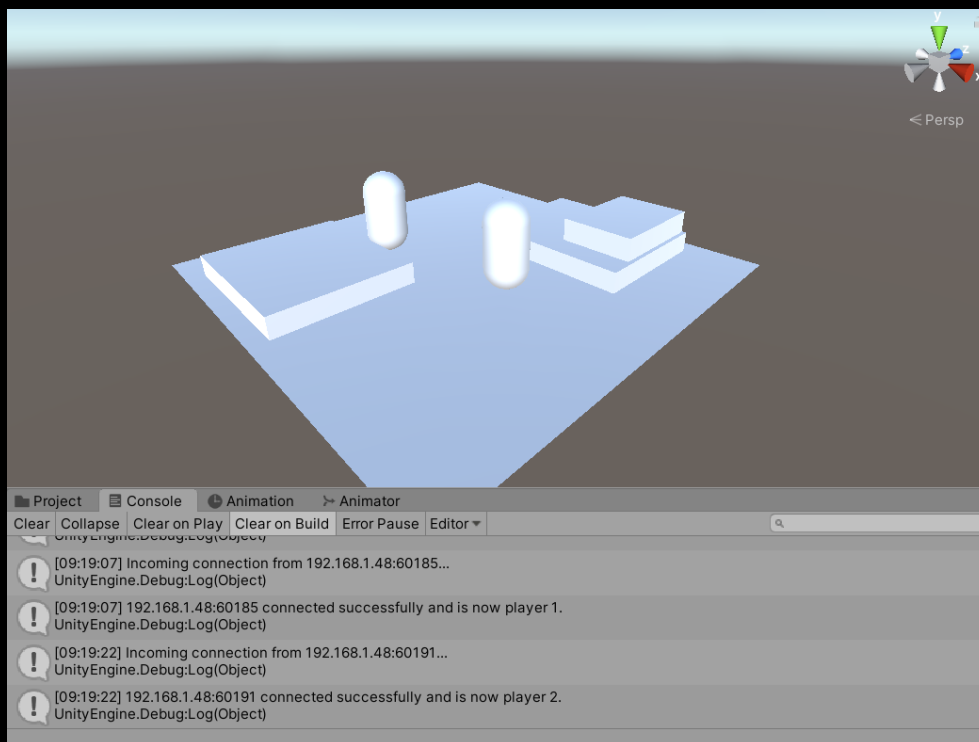 y
z
x
< Persp
Project Console Animation Animator
Clear Collapse Clear on Play Clear on Build Error Pause Editor
UnityEngine.Debug:Log(Object)
[09:19:07] Incoming connection from 192.168.1.48:60185...
UnityEngine.Debug:Log(Object)
[09:19:07] 192.168.1.48:60185 connected successfully and is now player 1.
UnityEngine.Debug:Log(Object)
[09:19:22] Incoming connection from 192.168.1.48:60191...
UnityEngine.Debug:Log(Object)
[09:19:22] 192.168.1.48:60191 connected successfully and is now player 2.
UnityEngine.Debug:Log(Object)